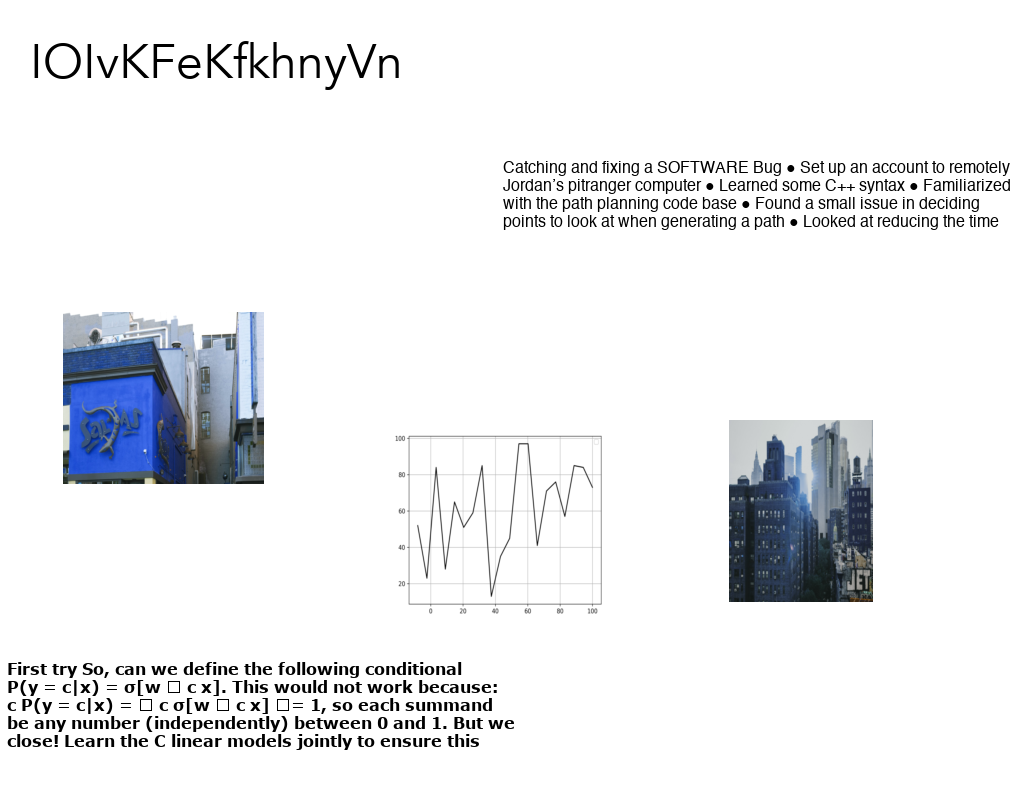 IOIvKFeKfkhnyVn
Catching and fixing a SOFTWARE Bug ● Set up an account to remotely
Jordan’s pitranger computer ● Learned some C++ syntax ● Familiarized
with the path planning code base ● Found a small issue in deciding
points to look at when generating a path ● Looked at reducing the time
100
80
60
40
20
0 20 40 60 80 100
JET
First try So, can we define the following conditional
P(y = c|x) = σ[w □ c x]. This would not work because:
c P(y = c|x) = □ c σ[w □ c x] □= 1, so each summand
be any number (independently) between 0 and 1. But we
close! Learn the C linear models jointly to ensure this